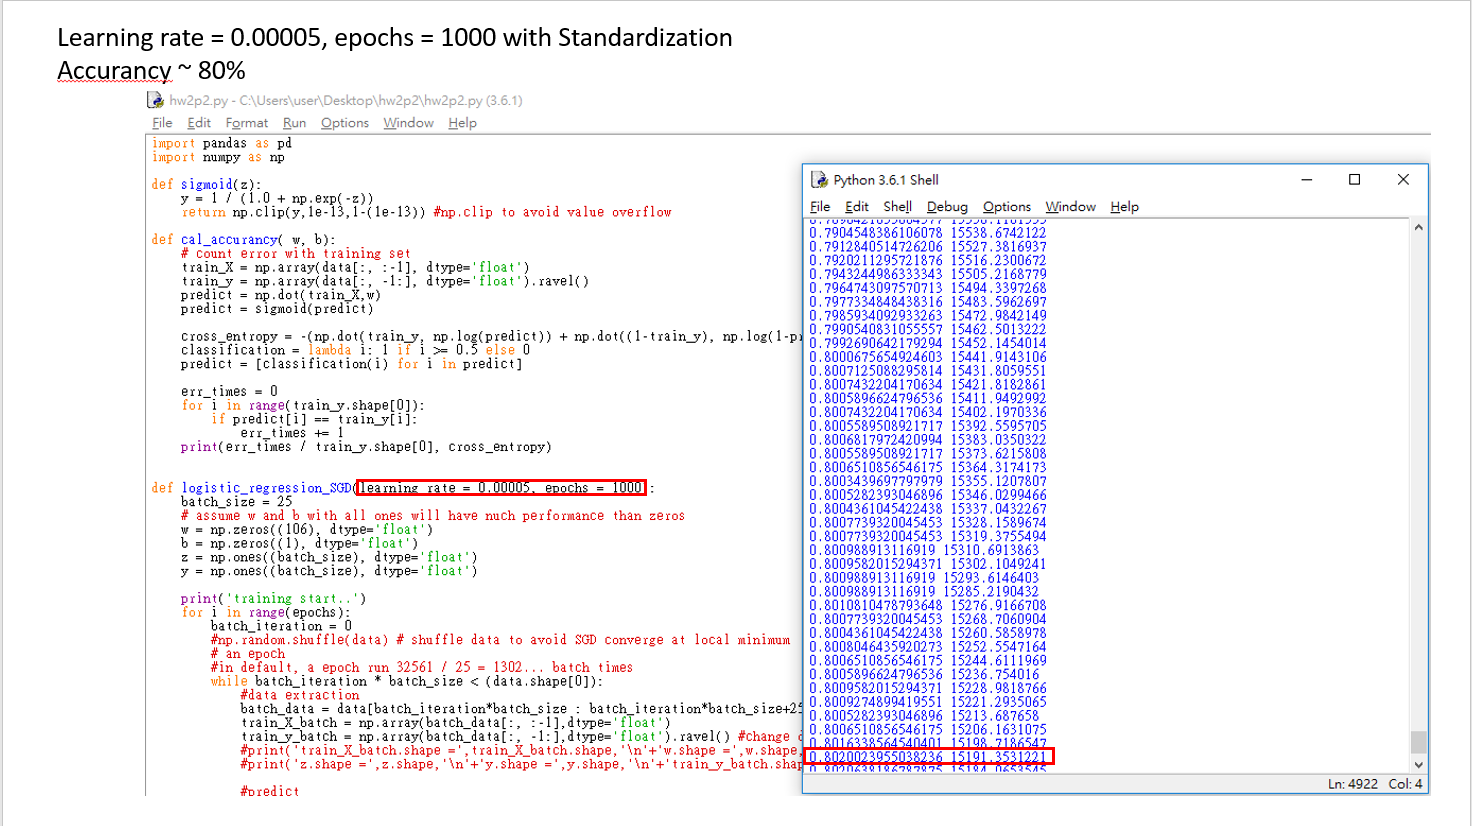 Learning rate = 0.00005, epochs = 1000 with Standardization
Accurancy ~ 80%
hw2p2.py - C:\Users\user\Desktop\hw2p2\hw2p2.py (3.6.1)
File Edit Format Run Options Window Help
import pandas as pd
import numpy as np
def sigmoid(z):
y = 1 / (1.0 + np.exp(-z))
return np.clip(y,1e-13,1-(1e-13)) #np.clip to avoid value overflow
def cal_accurancy( w, b):
# count error with training set
train_X = np.array(data[:, :-1], dtype='float')
train_y = np.array(data[:, -1:], dtype='float').ravel()
predict = np.dot(train_X,w)
predict = sigmoid(predict)
cross_entropy = -(np.dot(train_y, np.log(predict)) + np.dot((1-train_y), np.log(1-p
classification = lambda i: 1 if i >= 0.5 else 0
predict = [classification(i) for i in predict]
err_times = 0
for i in range(train_y.shape[0]):
if predict[i] == train_y[i]:
err_times += 1
print(err_times / train_y.shape[0], cross_entropy)
def logistic_regression_SGD(learning_rate = 0.00005, epochs = 1000):
batch_size = 25
# assume w and b with all ones will have nuch performance than zeros
w = np.zeros((106), dtype='float')
b = np.zeros((1), dtype='float')
z = np.ones((batch_size), dtype='float')
y = np.ones((batch_size), dtype='float')
print('training start..')
for i in range(epochs):
batch_iteration = 0
#np.random.shuffle(data) # shuffle data to avoid SGD converge at local minimum
# an epoch
#in default, a epoch run 32561 / 25 = 1302... batch times
while batch_iteration * batch_size < (data.shape[0]):
#data extraction
batch_data = data[batch_iteration*batch_size : batch_iteration*batch_size+25
train_X_batch = np.array(batch_data[:, :-1],dtype='float')
train_y_batch = np.array(batch_data[:, -1:],dtype='float').ravel() #change
#print('train_X_batch.shape =',train_X_batch.shape,'\n'+'w.shape =',w.shape,
#print('z.shape =',z.shape,'\n'+'y.shape =',y.shape,'\n'+'train_y_batch.shap
#predict
Python 3.6.1 Shell
File Edit Shell Debug Options Window Help
0.7904548386106078 15538.6742122
0.7912840514726206 15527.3816937
0.7920211295721876 15516.2300672
0.7943244986333343 15505.2168779
0.7964743097570713 15494.3397268
0.7977334848438316 15483.5962697
0.7985934092933263 15472.9842149
0.7990540831055557 15462.5013222
0.7992690642179294 15452.1454014
0.8000675654924603 15441.9143106
0.8007125088295814 15431.8059551
0.8007432204170634 15421.8182861
0.8005896624796536 15411.9492992
0.8007432204170634 15402.1970336
0.8005589508921717 15392.5595705
0.8006817972420994 15383.0350322
0.8005589508921717 15373.6215808
0.8006510856546175 15364.3174173
0.8003439697797979 15355.1207807
0.8005282393046896 15346.0299466
0.8004361045422438 15337.0432267
0.8007739320045453 15328.1589674
0.8007739320045453 15319.3755494
0.800988913116919 15310.6913863
0.8009582015294371 15302.1049241
0.800988913116919 15293.6146403
0.800988913116919 15285.2190432
0.8010810478793648 15276.9166708
0.8007739320045453 15268.7060904
0.8004361045422438 15260.5858978
0.8008046435920273 15252.5547164
0.8006510856546175 15244.6111969
0.8005896624796536 15236.754016
0.8009582015294371 15228.9818766
0.8009274899419551 15221.2935065
0.8005282393046896 15213.687658
0.8006510856546175 15206.1631075
0.801633856454040​1 15198.7186547
0.8020023955038236 15191.3531221
Ln: 4922 Col: 4